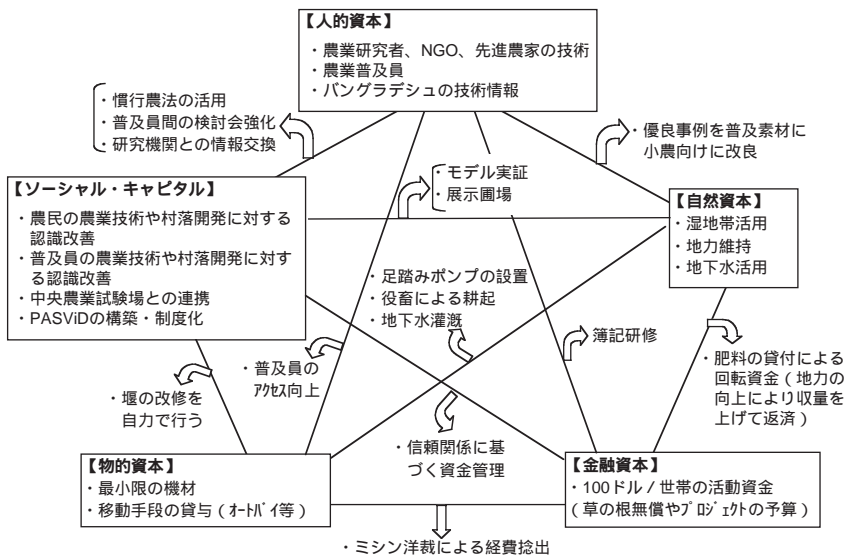 【人的資本】
・農業研究者、NGO、先進農家の技術
・農業普及員
・バングラデシュの技術情報
・慣行農法の活用
・普及員間の検討会強化
・研究機関との情報交換
・優良事例を普及素材に
小農向けに改良
・モデル実証
・展示圃場
【ソーシャル・キャピタル】
・農民の農業技術や村落開発に対する
認識改善
・普及員の農業技術や村落開発に対す
る認識改善
・中央農業試験場との連携
・PASViDの構築・制度化
【自然資本】
・湿地帯活用
・地力維持
・地下水活用
・足踏みポンプの設置
・役畜による耕起
・地下水灌漑
・簿記研修
・普及員の
アクセス向上
・肥料の貸付による
回転資金（地力の
向上により収量を
上げて返済）
・堰の改修を
自力で行う
・信頼関係に基
づく資金管理
【物的資本】
・最小限の機材
・移動手段の貸与（オートバイ等）
【金融資本】
・100ドル / 世帯の活動資金
（草の根無償やプロジェクトの予算）
・ミシン洋裁による経費捻出